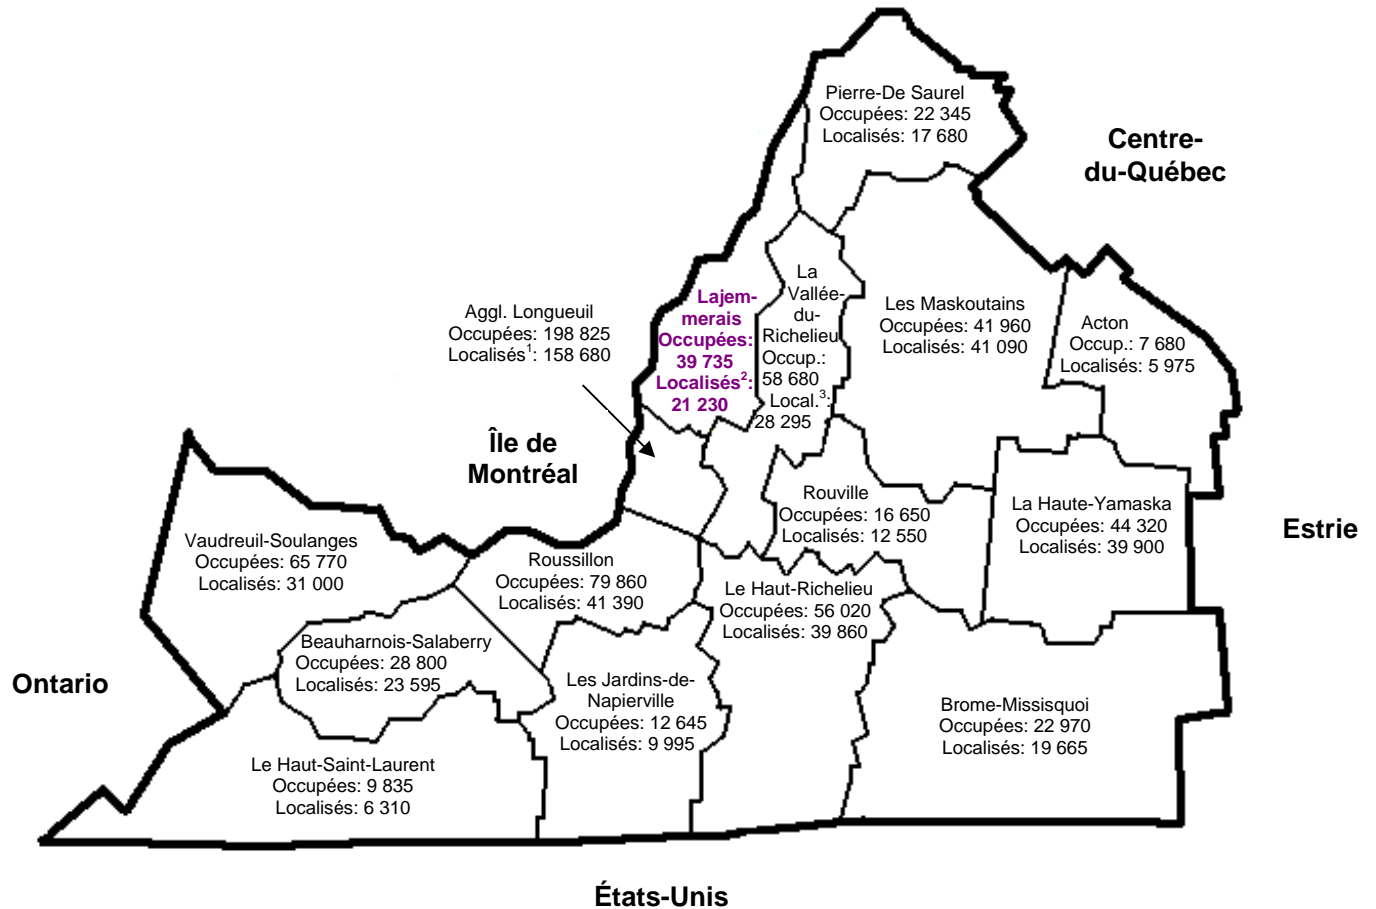 Pierre-De Saurel
Occupées: 22 345
Localisés: 17 680
Centre-
du-Québec
Lajem-
merais
Occupées:
39 735
Localisés²:
21 230
La
Vallée-
du-
Richelieu
Occup.:
58 680
Local.³:
28 295
Les Maskoutains
Occupées: 41 960
Localisés: 41 090
Acton
Occup.: 7 680
Localisés: 5 975
Aggl. Longueuil
Occupées: 198 825
Localisés¹: 158 680
Île de
Montréal
Rouville
Occupées: 16 650
Localisés: 12 550
La Haute-Yamaska
Occupées: 44 320
Localisés: 39 900
Estrie
Vaudreuil-Soulanges
Occupées: 65 770
Localisés: 31 000
Roussillon
Occupées: 79 860
Localisés: 41 390
Le Haut-Richelieu
Occupées: 56 020
Localisés: 39 860
Beauharnois-Salaberry
Occupées: 28 800
Localisés: 23 595
Ontario
Les Jardins-de-
Napierville
Occupées: 12 645
Localisés: 9 995
Brome-Missisquoi
Occupées: 22 970
Localisés: 19 665
Le Haut-Saint-Laurent
Occupées: 9 835
Localisés: 6 310
États-Unis